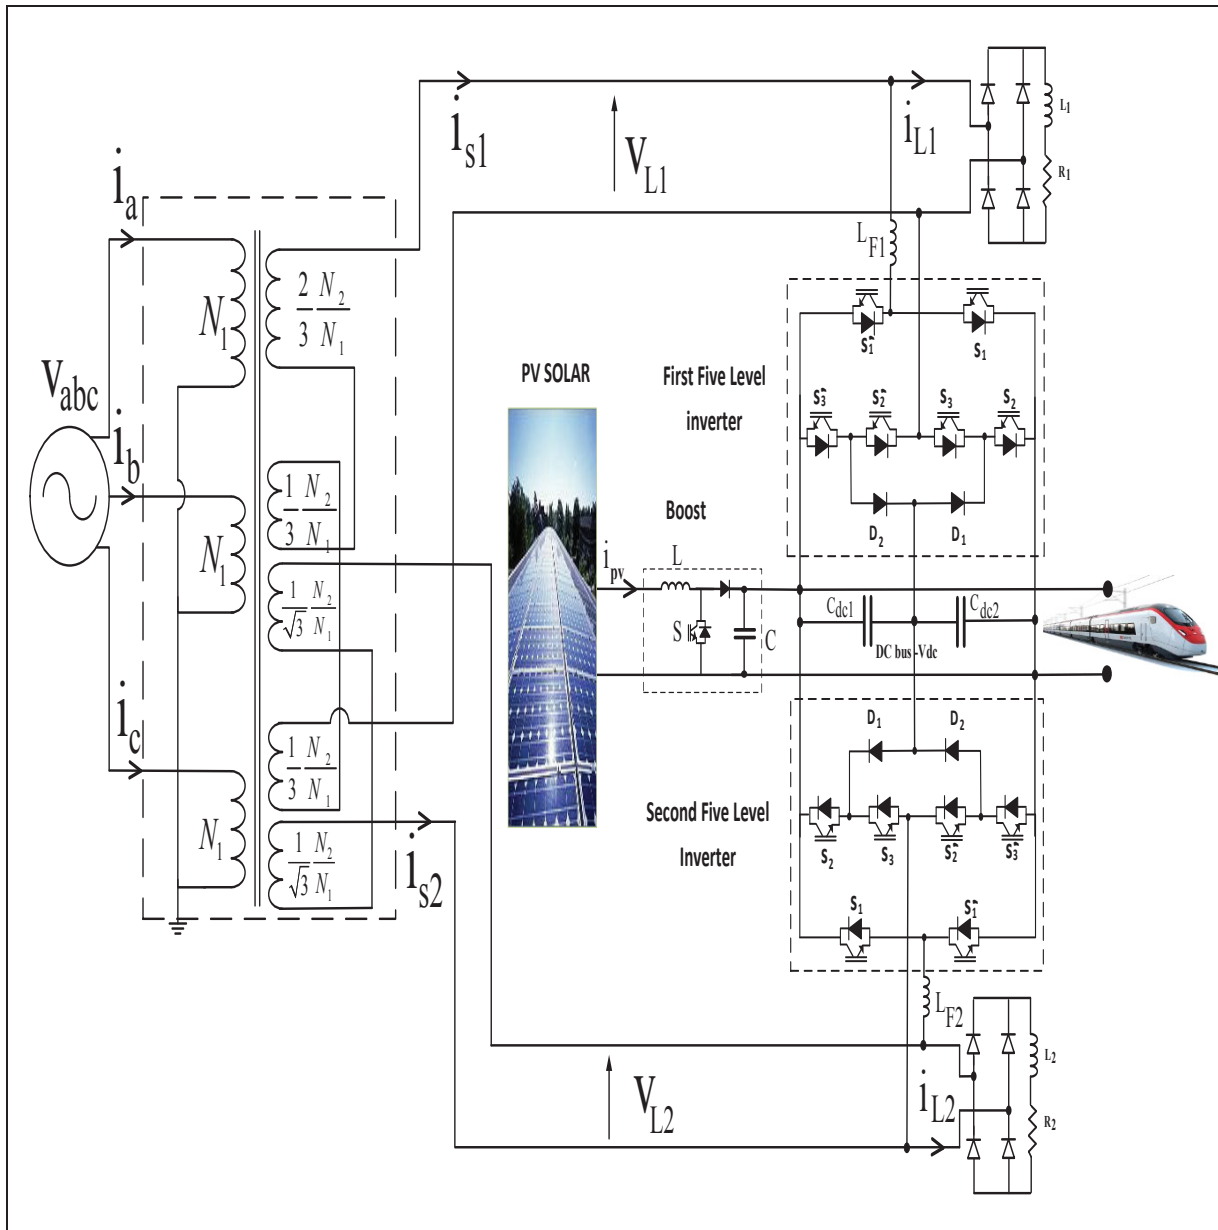 i_s1
V_L1
i_L1
L_1
R_1
i_a
N_1
2/3 N_2/N_1
L_F1
S_1̄
S_1
V_abc
PV SOLAR
First Five Level
inverter
S_3̄
S_2̄
S_3
S_2
i_b
N_1
1/3 N_2/N_1
Boost
D_2
D_1
1/√3 N_2/N_1
i_pv
L
S
C
C_dc1
C_dc2
DC bus -Vdc
i_c
N_1
1/3 N_2/N_1
D_1
D_2
Second Five Level
Inverter
S_2
S_3
S_2̄
S_3̄
1/√3 N_2/N_1
i_s2
S_1
S_1̄
L_F2
V_L2
i_L2
L_2
R_2